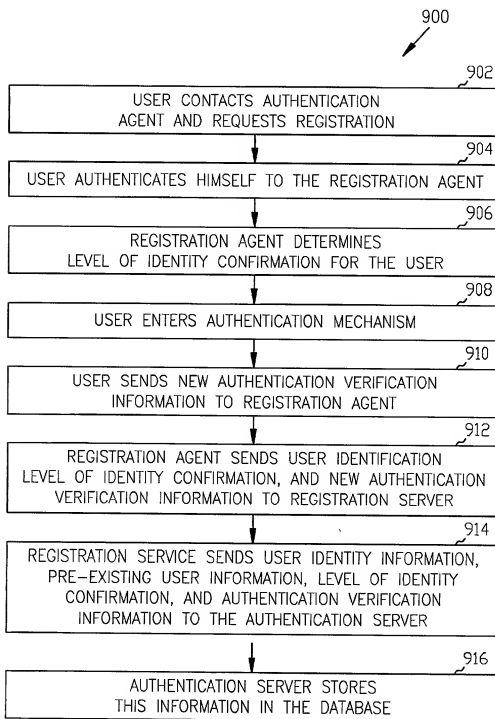 900
902
USER CONTACTS AUTHENTICATION
AGENT AND REQUESTS REGISTRATION
904
USER AUTHENTICATES HIMSELF TO THE REGISTRATION AGENT
906
REGISTRATION AGENT DETERMINES
LEVEL OF IDENTITY CONFIRMATION FOR THE USER
908
USER ENTERS AUTHENTICATION MECHANISM
910
USER SENDS NEW AUTHENTICATION VERIFICATION
INFORMATION TO REGISTRATION AGENT
912
REGISTRATION AGENT SENDS USER IDENTIFICATION
LEVEL OF IDENTITY CONFIRMATION, AND NEW AUTHENTICATION
VERIFICATION INFORMATION TO REGISTRATION SERVER
914
REGISTRATION SERVICE SENDS USER IDENTITY INFORMATION,
PRE-EXISTING USER INFORMATION, LEVEL OF IDENTITY
CONFIRMATION, AND AUTHENTICATION VERIFICATION
INFORMATION TO THE AUTHENTICATION SERVER
916
AUTHENTICATION SERVER STORES
THIS INFORMATION IN THE DATABASE